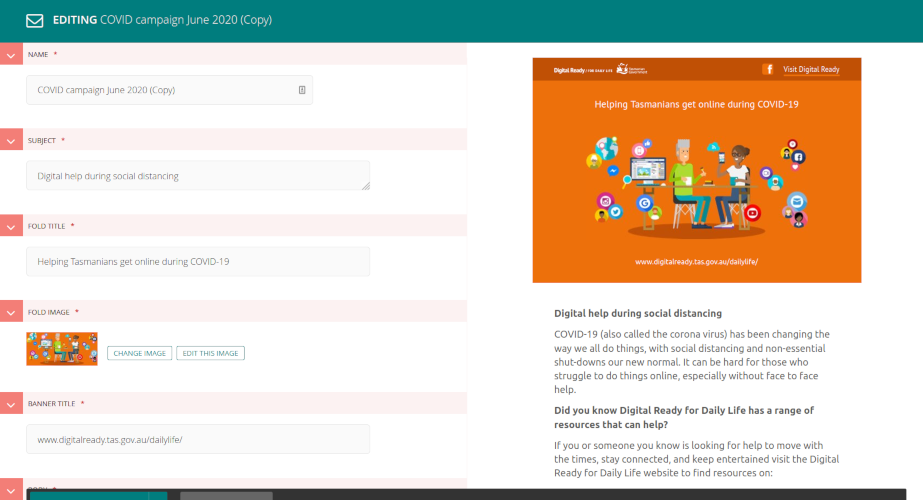 EDITING COVID campaign June 2020 (Copy)
NAME *
COVID campaign June 2020 (Copy)
SUBJECT *
Digital help during social distancing
FOLD TITLE *
Helping Tasmanians get online during COVID-19
FOLD IMAGE *
CHANGE IMAGE EDIT THIS IMAGE
BANNER TITLE *
www.digitalready.tas.gov.au/dailylife/
Digital Ready FOR DAILY LIFE Tasmanian Government
Visit Digital Ready
Helping Tasmanians get online during COVID-19
www.digitalready.tas.gov.au/dailylife/
Digital help during social distancing
COVID-19 (also called the corona virus) has been changing the
way we all do things, with social distancing and non-essential
shut-downs our new normal. It can be hard for those who
struggle to do things online, especially without face to face
help.
Did you know Digital Ready for Daily Life has a range of
resources that can help?
If you or someone you know is looking for help to move with
the times, stay connected, and keep entertained visit the Digital
Ready for Daily Life website to find resources on: